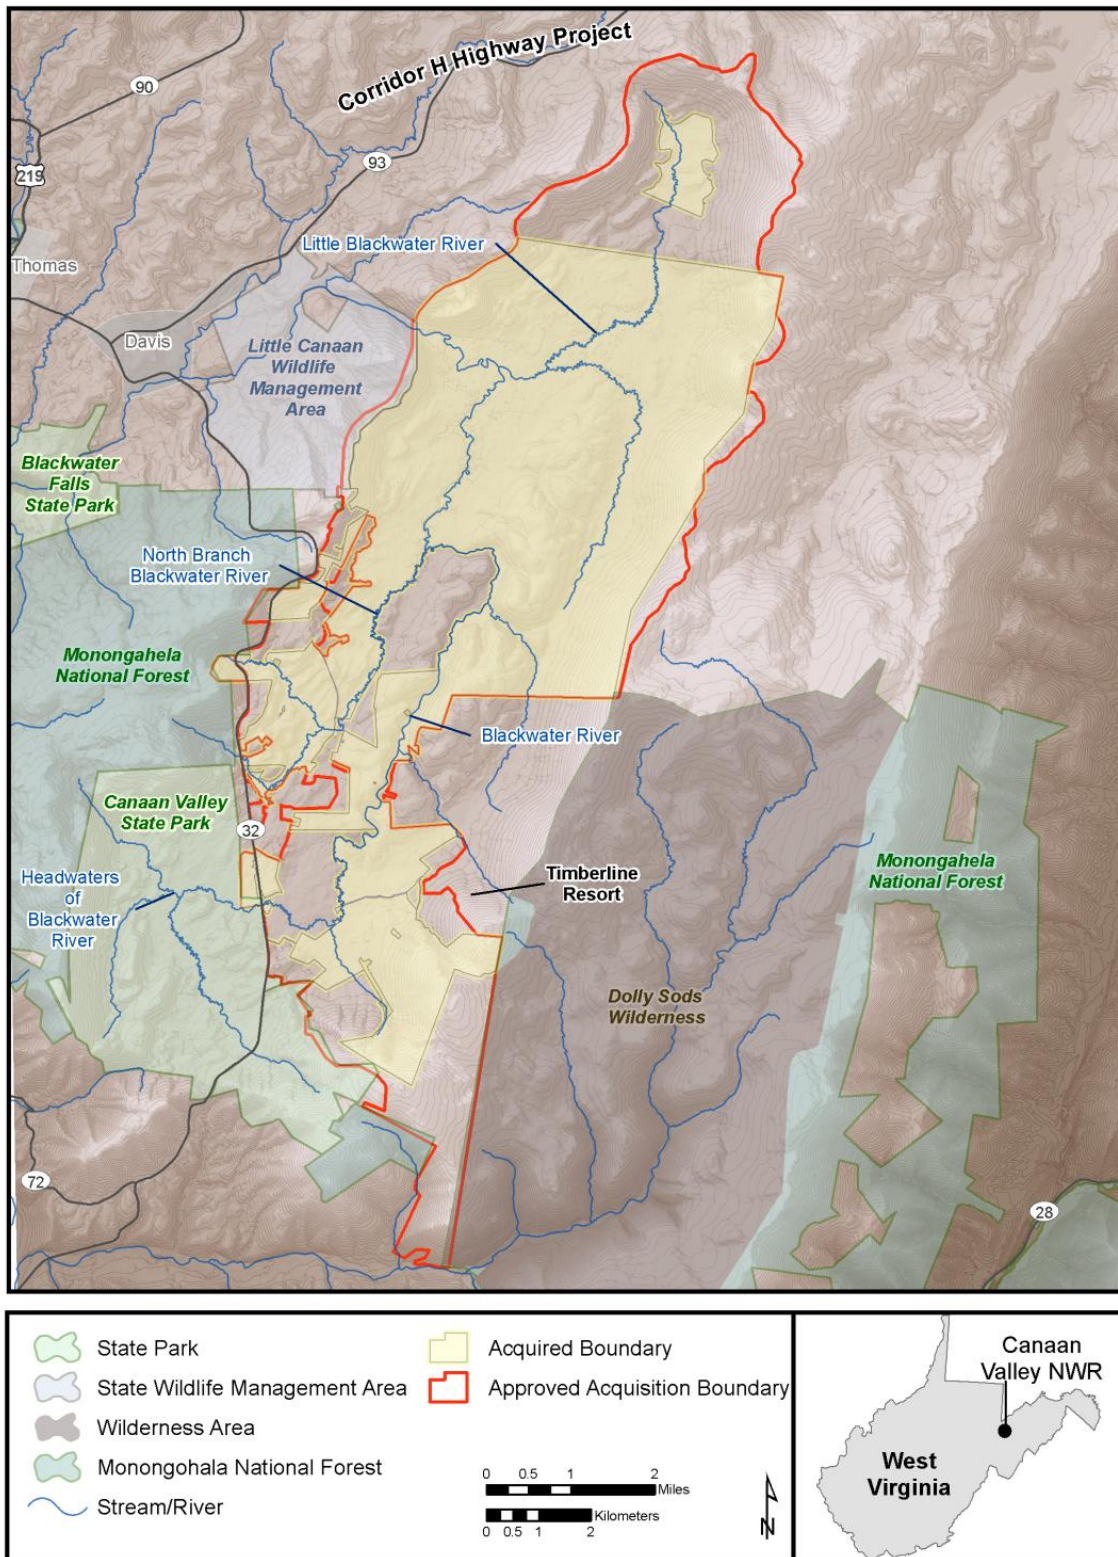 Corridor H Highway Project
90
93
219
Little Blackwater River
Thomas
Davis
Little Canaan
Wildlife
Management
Area
Blackwater
Falls
State Park
North Branch
Blackwater River
Monongahela
National Forest
Blackwater River
Canaan Valley
State Park
32
Headwaters
of
Blackwater
River
Timberline
Resort
Monongahela
National Forest
Dolly Sods
Wilderness
72
28
State Park
State Wildlife Management Area
Wilderness Area
Monongohala National Forest
Stream/River
Acquired Boundary
Approved Acquisition Boundary
0 0.5 1 2
Miles
Kilometers
0 0.5 1 2
N
Canaan
Valley NWR
West
Virginia